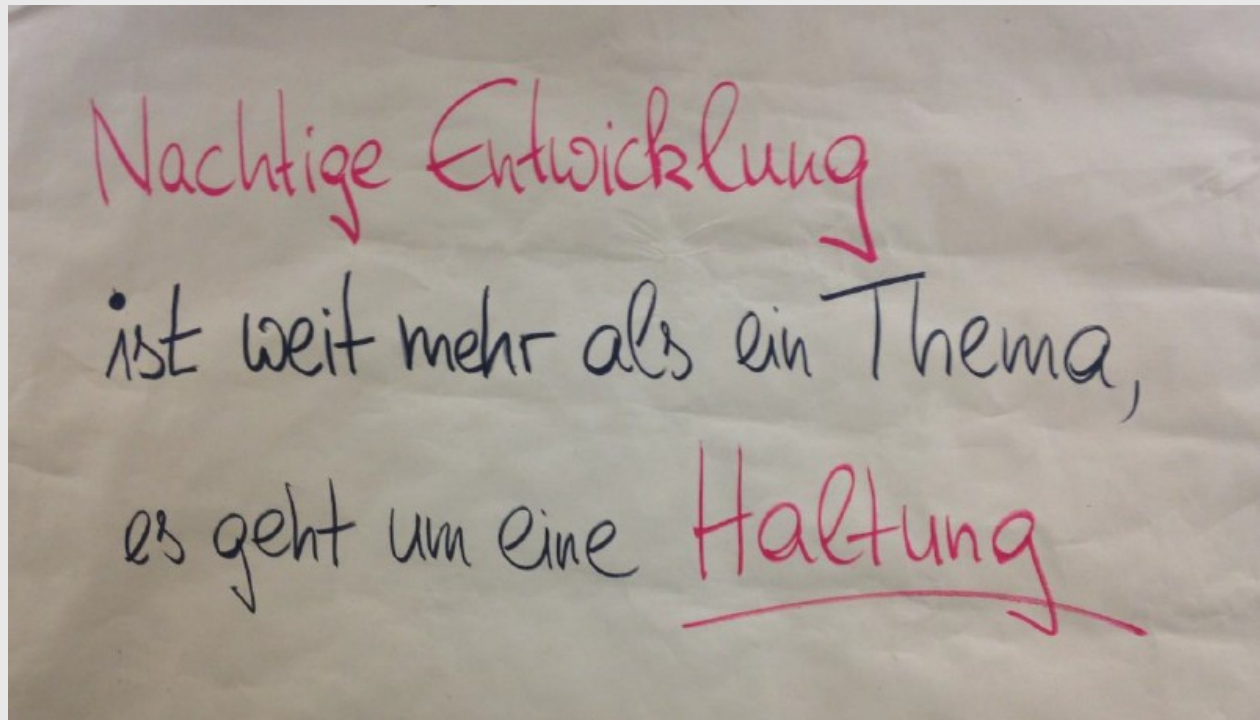 Nachtige Entwicklung
ist weit mehr als ein Thema,
es geht um eine Haltung